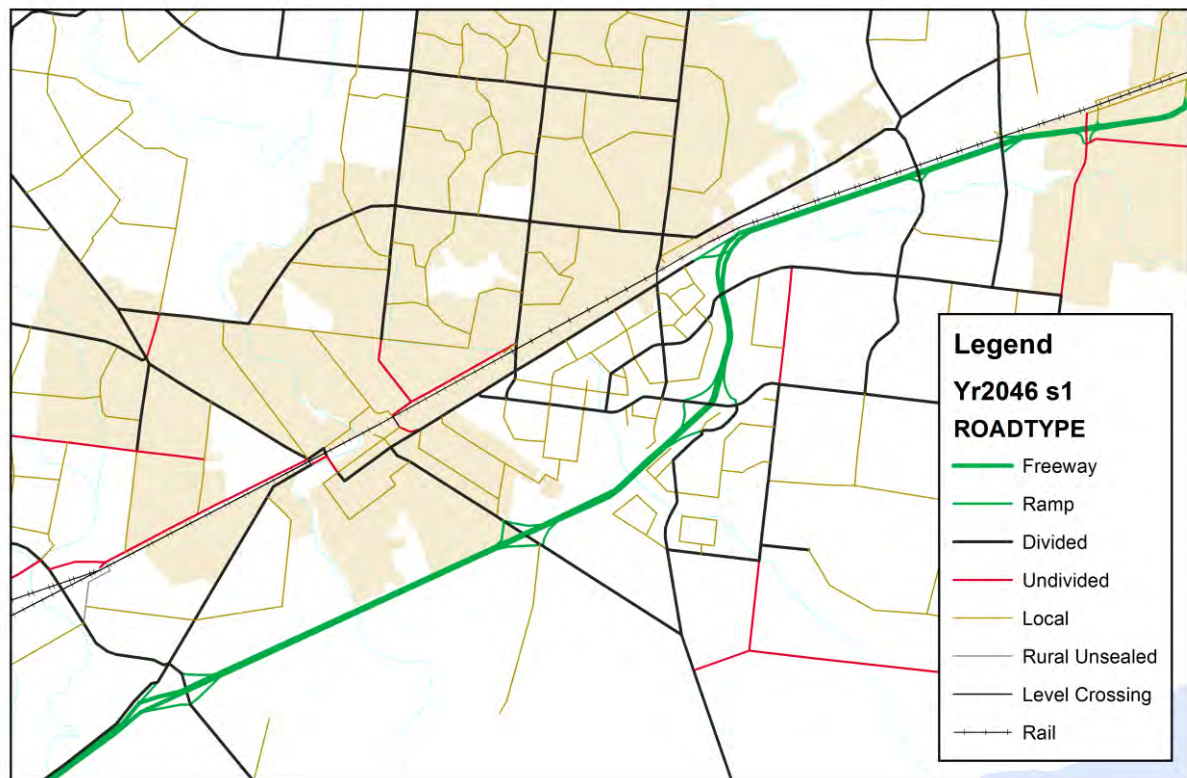 Legend
Yr2046 s1
ROADTYPE
Freeway
Ramp
Divided
Undivided
Local
Rural Unsealed
Level Crossing
Rail